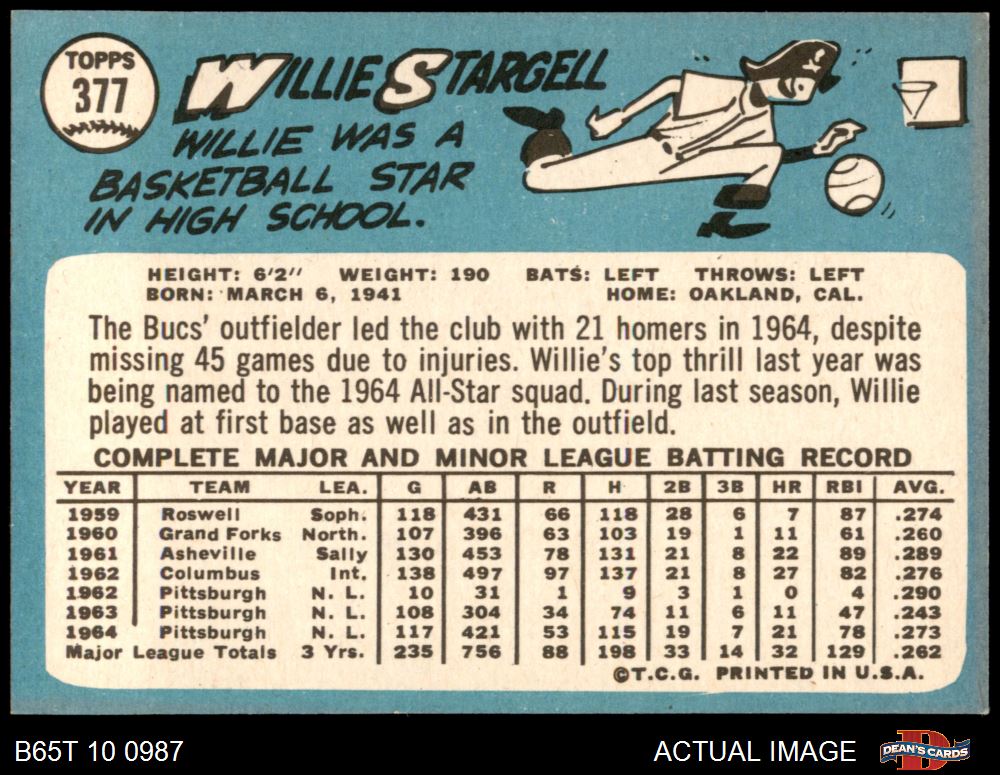 TOPPS
377
WILLIE STARGELL
WILLIE WAS A
BASKETBALL STAR
IN HIGH SCHOOL.
HEIGHT: 6'2" WEIGHT: 190 BATS: LEFT THROWS: LEFT
BORN: MARCH 6, 1941 HOME: OAKLAND, CAL.
The Bucs' outfielder led the club with 21 homers in 1964, despite
missing 45 games due to injuries. Willie's top thrill last year was
being named to the 1964 All-Star squad. During last season, Willie
played at first base as well as in the outfield.
COMPLETE MAJOR AND MINOR LEAGUE BATTING RECORD
YEAR TEAM LEA. G AB R H 2B 3B HR RBI AVG.
1959 Roswell Soph. 118 431 66 118 28 6 7 87 .274
1960 Grand Forks North. 107 396 63 103 19 1 11 61 .260
1961 Asheville Sally 130 453 78 131 21 8 22 89 .289
1962 Columbus Int. 138 497 97 137 21 8 27 82 .276
1962 Pittsburgh N. L. 10 31 1 9 3 1 0 4 .290
1963 Pittsburgh N. L. 108 304 34 74 11 6 11 47 .243
1964 Pittsburgh N. L. 117 421 53 115 19 7 21 78 .273
Major League Totals 3 Yrs. 235 756 88 198 33 14 32 129 .262
©T.C.G. PRINTED IN U.S.A.
B65T 10 0987 ACTUAL IMAGE DEAN'S CARDS